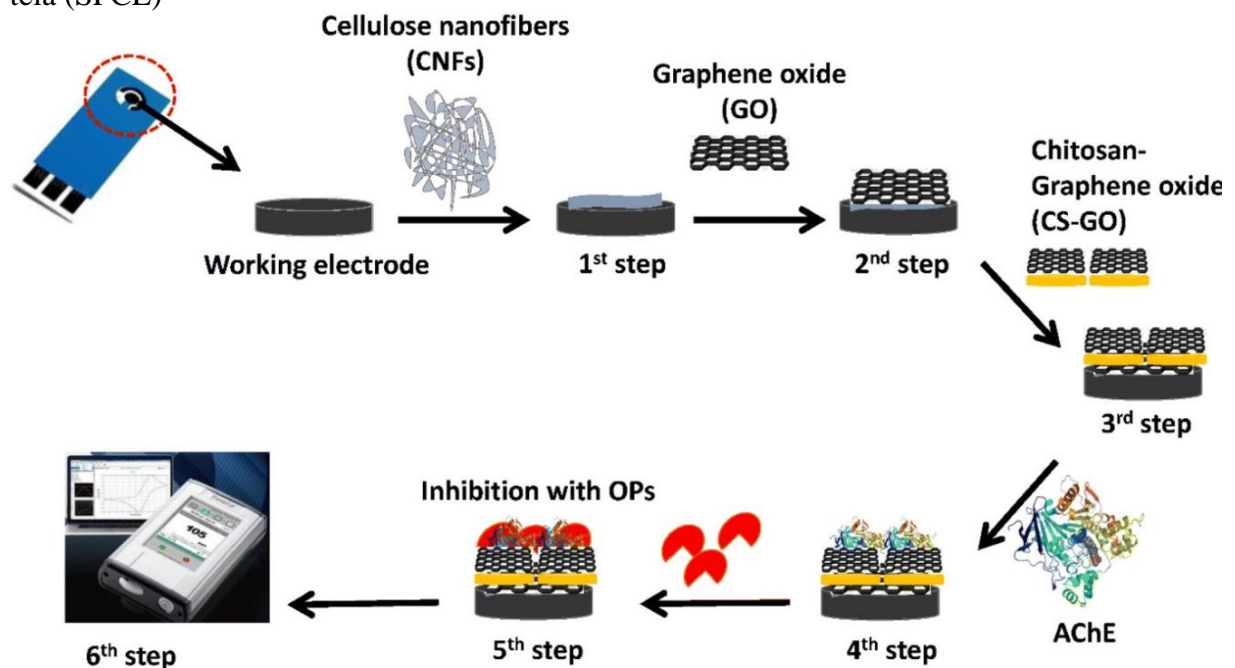 Cellulose nanofibers
(CNFs)
Graphene oxide
(GO)
Chitosan-
Graphene oxide
(CS-GO)
Working electrode
1st step
2nd step
3rd step
AChE
4th step
Inhibition with OPs
5th step
105
6th step